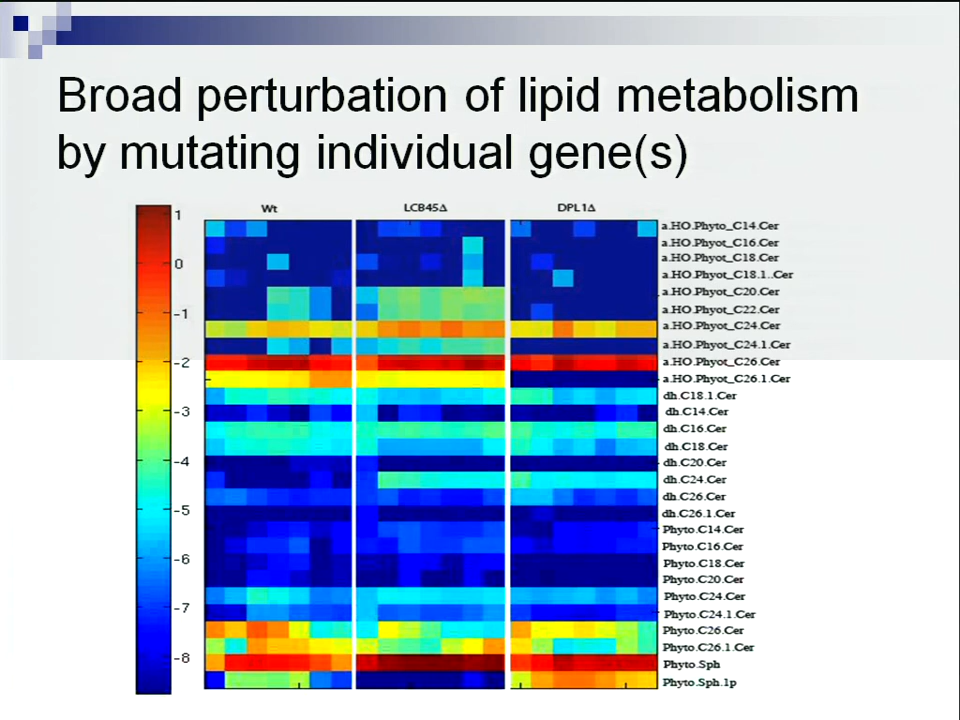 Broad perturbation of lipid metabolism
by mutating individual gene(s)
Wt
LCB45Δ
DPL1Δ
1
0
-1
-2
-3
-4
-5
-6
-7
-8
a.HO.Phyto_C14.Cer
a.HO.Phyot_C16.Cer
a.HO.Phyot_C18.Cer
a.HO.Phyot_C18.1..Cer
a.HO.Phyot_C20.Cer
a.HO.Phyot_C22.Cer
a.HO.Phyot_C24.Cer
a.HO.Phyot_C24.1.Cer
a.HO.Phyot_C26.Cer
a.HO.Phyot_C26.1.Cer
dh.C18.1.Cer
dh.C14.Cer
dh.C16.Cer
dh.C18.Cer
dh.C20.Cer
dh.C24.Cer
dh.C26.Cer
dh.C26.1.Cer
Phyto.C14.Cer
Phyto.C16.Cer
Phyto.C18.Cer
Phyto.C20.Cer
Phyto.C24.Cer
Phyto.C24.1.Cer
Phyto.C26.Cer
Phyto.C26.1.Cer
Phyto.Sph
Phyto.Sph.1p